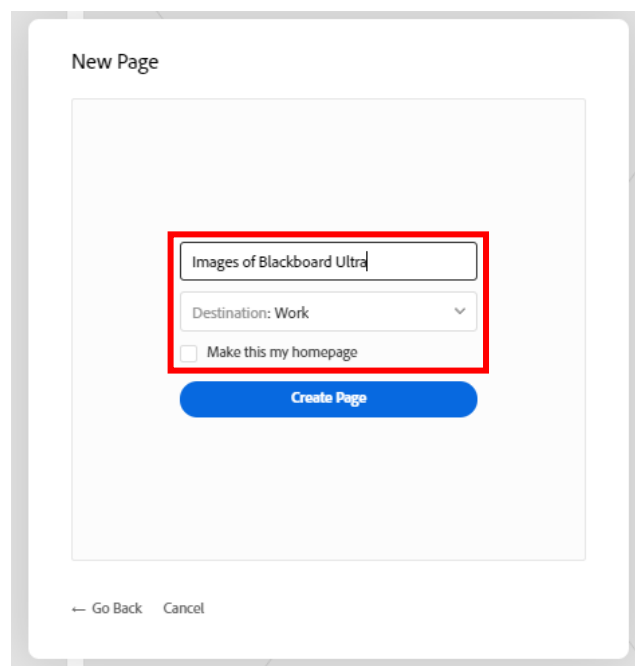 New Page
Images of Blackboard Ultra
Destination: Work
Make this my homepage
Create Page
← Go Back Cancel